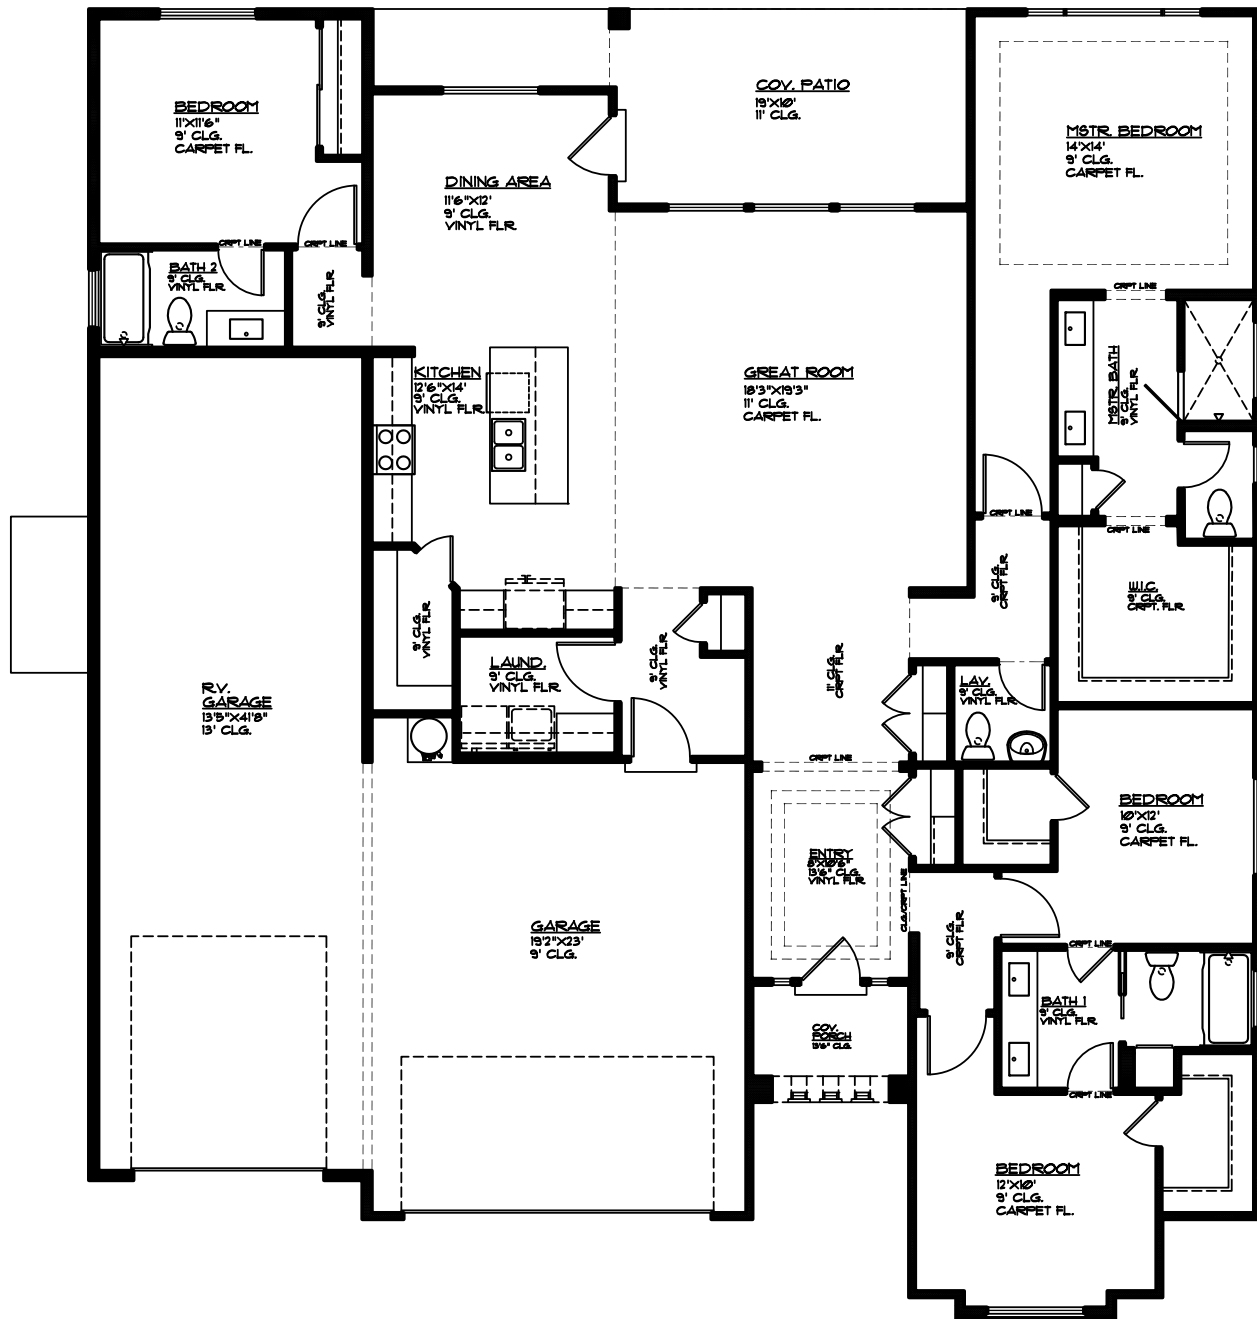 BEDROOM
11'X11'6"
9' CLG.
CARPET FL.
COV. PATIO
19'X10'
11' CLG.
MSTR. BEDROOM
14'X14'
9' CLG.
CARPET FL.
DINING AREA
11'6"X12'
9' CLG.
VINYL FLR.
CRPT LINE
CRPT LINE
BATH 2
9' CLG.
VINYL FLR.
9' CLG.
VINYL FLR.
CRPT LINE
KITCHEN
12'6"X14'
9' CLG.
VINYL FLR.
GREAT ROOM
18'3"X19'3"
11' CLG.
CARPET FL.
MSTR. BATH
9' CLG.
VINYL FLR.
CRPT LINE
CRPT LINE
9' CLG.
CRPT FLR.
W.I.C.
9' CLG.
CRPT. FLR.
9' CLG.
VINYL FLR.
LAUND.
9' CLG.
VINYL FLR.
9' CLG.
VINYL FLR.
11' CLG.
CRPT FLR.
LAV.
9' CLG.
VINYL FLR.
R.V.
GARAGE
13'5"X41'8"
13' CLG.
CRPT LINE
BEDROOM
10'X12'
9' CLG.
CARPET FL.
ENTRY
8'X10'6"
13'6" CLG.
VINYL FLR.
CLG/CRPT LINE
GARAGE
19'2"X23'
9' CLG.
9' CLG.
CRPT FLR.
CRPT LINE
BATH 1
9' CLG.
VINYL FLR.
COV.
PORCH
13'6" CLG.
CRPT LINE
BEDROOM
12'X10'
9' CLG.
CARPET FL.